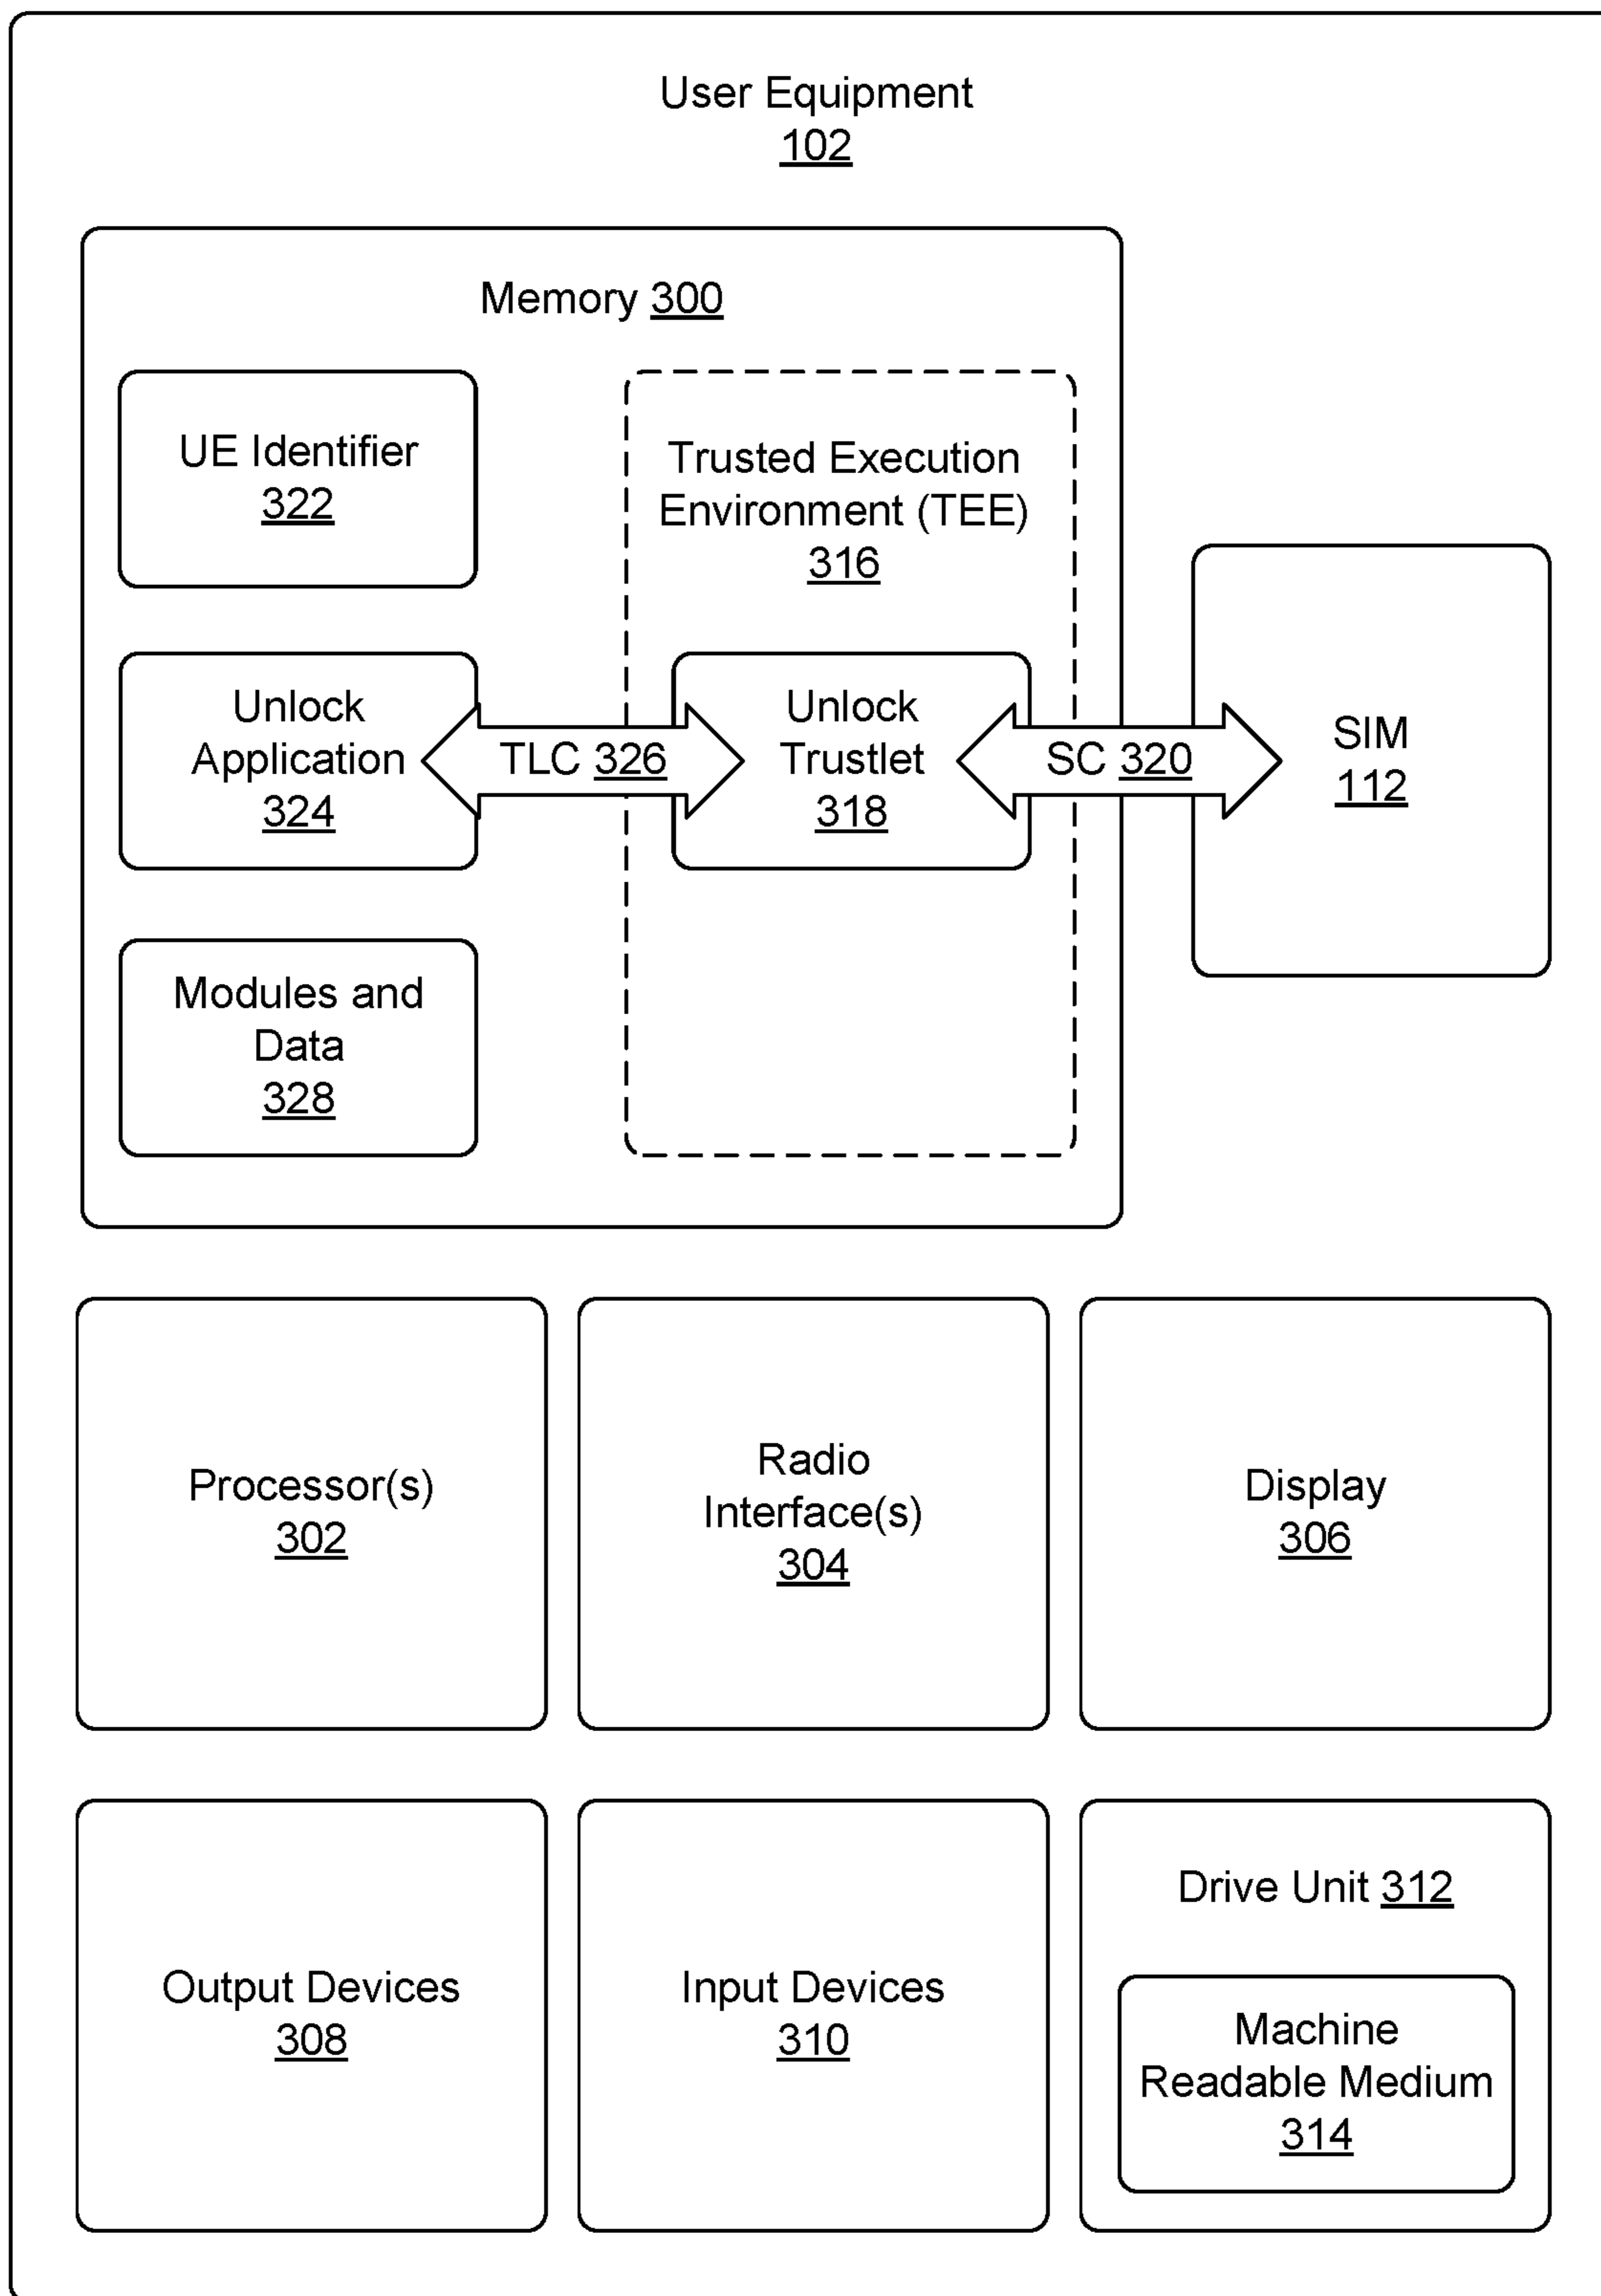 User Equipment
102
Memory 300
UE Identifier
322
Trusted Execution
Environment (TEE)
316
Unlock
Application
324
TLC 326
Unlock
Trustlet
318
SC 320
SIM
112
Modules and
Data
328
Processor(s)
302
Radio
Interface(s)
304
Display
306
Output Devices
308
Input Devices
310
Drive Unit 312
Machine
Readable Medium
314